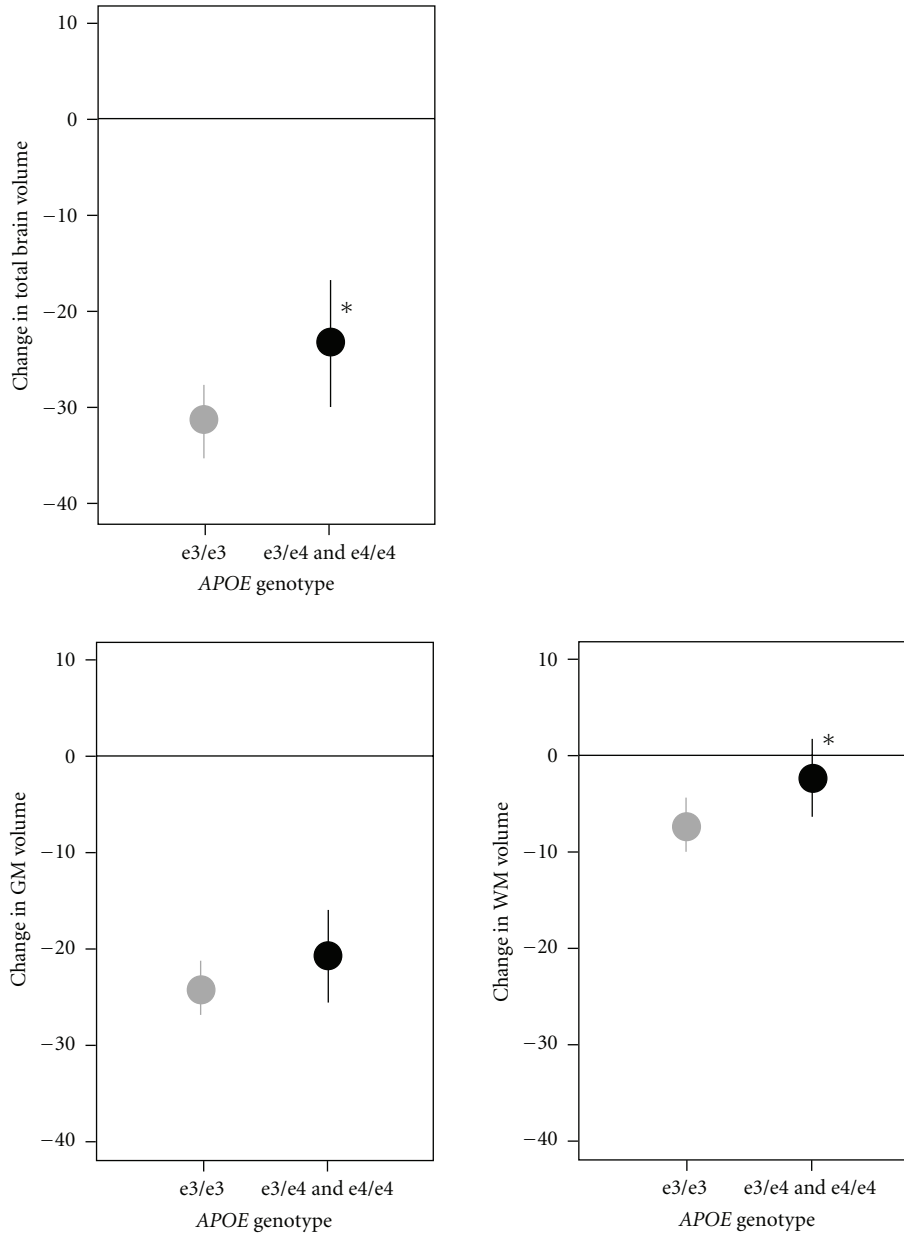 Change in total brain volume
10
0
−10
−20
−30
−40
*
e3/e3
e3/e4 and e4/e4
APOE genotype
Change in GM volume
10
0
−10
−20
−30
−40
e3/e3
e3/e4 and e4/e4
APOE genotype
Change in WM volume
10
0
−10
−20
−30
−40
*
e3/e3
e3/e4 and e4/e4
APOE genotype